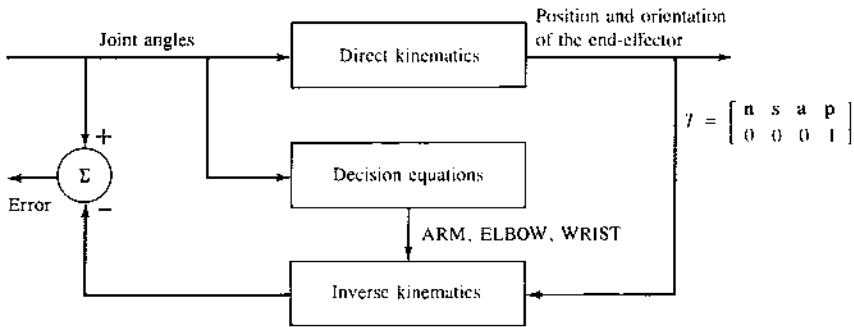 Position and orientation
of the end-effector
Joint angles
Direct kinematics
T = [ n s a p
0 0 0 1 ]
+
Σ
Decision equations
Error
−
ARM, ELBOW, WRIST
Inverse kinematics